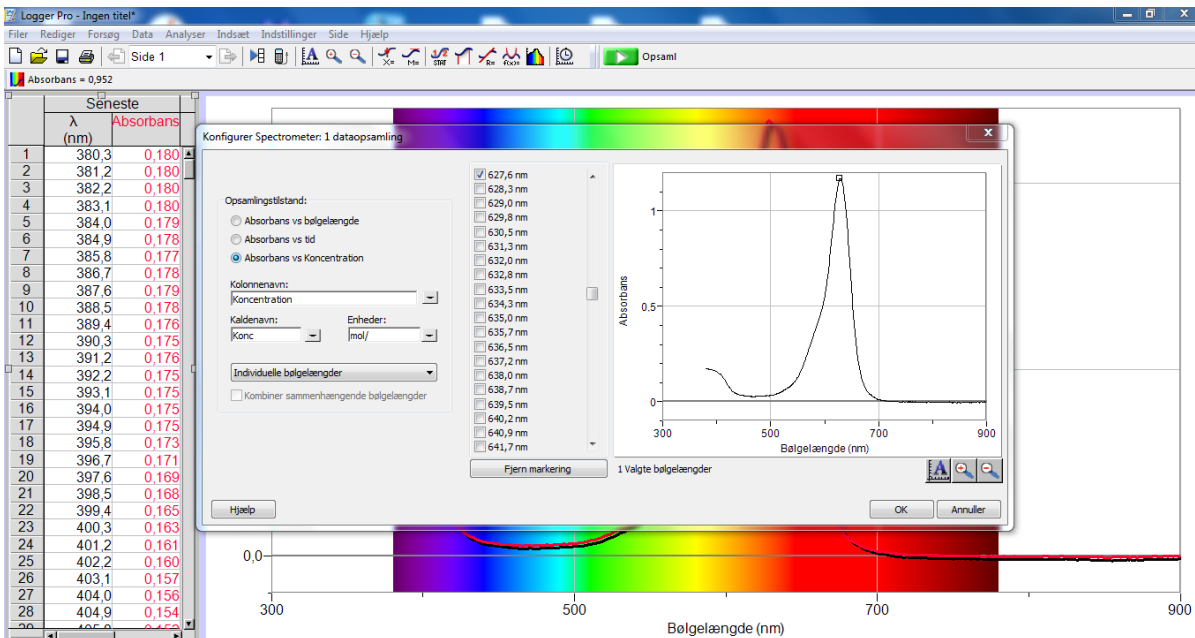 Logger Pro - Ingen titel*
Filer Rediger Forsøg Data Analyser Indsæt Indstillinger Side Hjælp
Side 1
X= M= STAT R= f(x)= Opsaml
Absorbans = 0,952
Seneste
λ Absorbans
(nm)
1 380,3 0,180
2 381,2 0,180
3 382,2 0,180
4 383,1 0,180
5 384,0 0,179
6 384,9 0,178
7 385,8 0,177
8 386,7 0,178
9 387,6 0,179
10 388,5 0,178
11 389,4 0,176
12 390,3 0,175
13 391,2 0,176
14 392,2 0,175
15 393,1 0,175
16 394,0 0,175
17 394,9 0,175
18 395,8 0,173
19 396,7 0,171
20 397,6 0,169
21 398,5 0,168
22 399,4 0,165
23 400,3 0,163
24 401,2 0,161
25 402,2 0,160
26 403,1 0,157
27 404,0 0,156
28 404,9 0,154
Konfigurer Spectrometer: 1 dataopsamling
Opsamlingstilstand:
Absorbans vs bølgelængde
Absorbans vs tid
Absorbans vs Koncentration
Kolonnenavn:
Koncentration
Kaldenavn: Enheder:
Konc mol/
Individuelle bølgelængder
Kombiner sammenhængende bølgelængder
Hjælp
627,6 nm
628,3 nm
629,0 nm
629,8 nm
630,5 nm
631,3 nm
632,0 nm
632,8 nm
633,5 nm
634,3 nm
635,0 nm
635,7 nm
636,5 nm
637,2 nm
638,0 nm
638,7 nm
639,5 nm
640,2 nm
640,9 nm
641,7 nm
Fjern markering
Absorbans
1
0.5
0
300 500 700 900
Bølgelængde (nm)
1 Valgte bølgelængder
OK Annuller
0,0
300 500 700 900
Bølgelængde (nm)